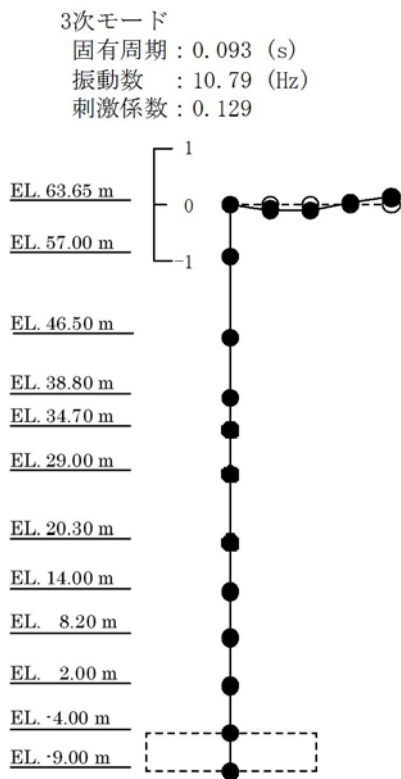 3次モード
固有周期：0.093 (s)
振動数　：10.79 (Hz)
刺激係数：0.129
1
0
-1
EL. 63.65 m
EL. 57.00 m
EL. 46.50 m
EL. 38.80 m
EL. 34.70 m
EL. 29.00 m
EL. 20.30 m
EL. 14.00 m
EL. 8.20 m
EL. 2.00 m
EL. -4.00 m
EL. -9.00 m